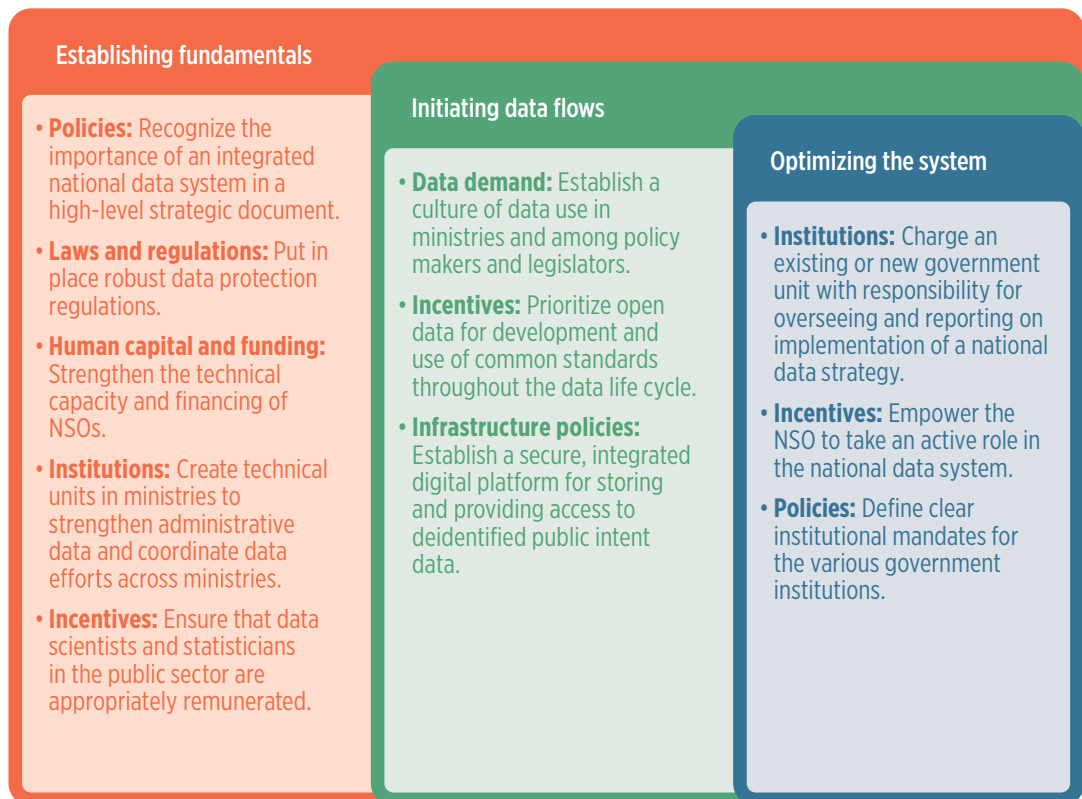 Establishing fundamentals
• Policies: Recognize the
importance of an integrated
national data system in a
high-level strategic document.
• Laws and regulations: Put in
place robust data protection
regulations.
• Human capital and funding:
Strengthen the technical
capacity and financing of
NSOs.
• Institutions: Create technical
units in ministries to
strengthen administrative
data and coordinate data
efforts across ministries.
• Incentives: Ensure that data
scientists and statisticians
in the public sector are
appropriately remunerated.
Initiating data flows
• Data demand: Establish a
culture of data use in
ministries and among policy
makers and legislators.
• Incentives: Prioritize open
data for development and
use of common standards
throughout the data life cycle.
• Infrastructure policies:
Establish a secure, integrated
digital platform for storing
and providing access to
deidentified public intent
data.
Optimizing the system
• Institutions: Charge an
existing or new government
unit with responsibility for
overseeing and reporting on
implementation of a national
data strategy.
• Incentives: Empower the
NSO to take an active role in
the national data system.
• Policies: Define clear
institutional mandates for
the various government
institutions.